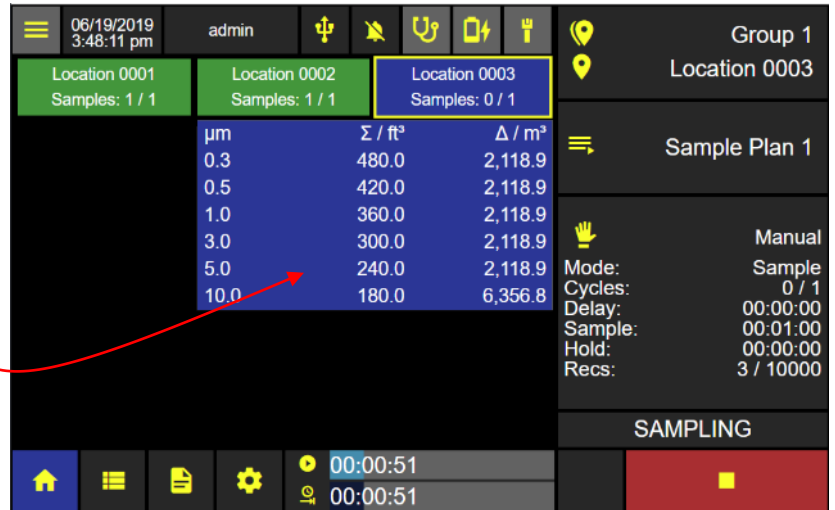 06/19/2019
3:48:11 pm
admin
Location 0001
Samples: 1 / 1
Location 0002
Samples: 1 / 1
Location 0003
Samples: 0 / 1
µm Σ / ft³ Δ / m³
0.3 480.0 2,118.9
0.5 420.0 2,118.9
1.0 360.0 2,118.9
3.0 300.0 2,118.9
5.0 240.0 2,118.9
10.0 180.0 6,356.8
00:00:51
00:00:51
Group 1
Location 0003
Sample Plan 1
Manual
Mode: Sample
Cycles: 0 / 1
Delay: 00:00:00
Sample: 00:01:00
Hold: 00:00:00
Recs: 3 / 10000
SAMPLING